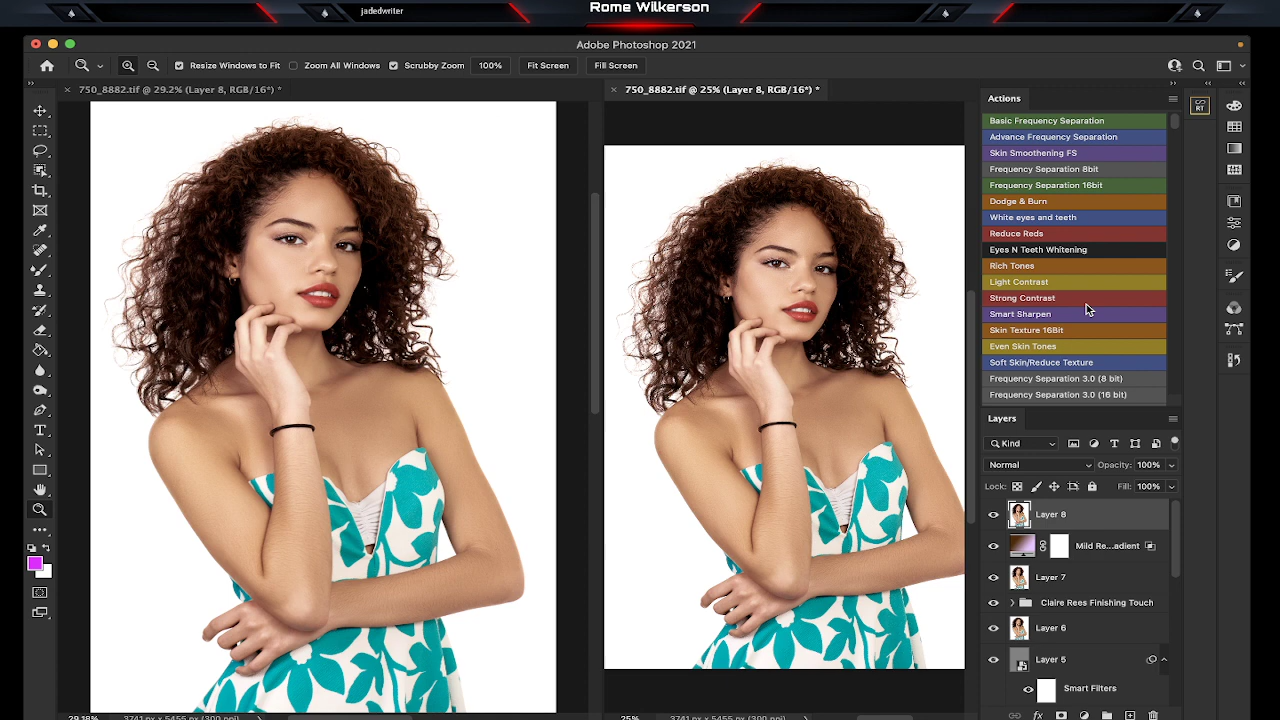 jadedwriter
Rome Wilkerson
Adobe Photoshop 2021
Resize Windows to Fit
Zoom All Windows
Scrubby Zoom
100%
Fit Screen
Fill Screen
750_8882.tif @ 29.2% (Layer 8, RGB/16*) *
750_8882.tif @ 25% (Layer 8, RGB/16*) *
Actions
Basic Frequency Separation
Advance Frequency Separation
Skin Smoothening FS
Frequency Separation 8bit
Frequency Separation 16bit
Dodge & Burn
White eyes and teeth
Reduce Reds
Eyes N Teeth Whitening
Rich Tones
Light Contrast
Strong Contrast
Smart Sharpen
Skin Texture 16Bit
Even Skin Tones
Soft Skin/Reduce Texture
Frequency Separation 3.0 (8 bit)
Frequency Separation 3.0 (16 bit)
Layers
Kind
Normal
Opacity: 100%
Lock:
Fill: 100%
Layer 8
Mild Re...adient
Layer 7
Claire Rees Finishing Touch
Layer 6
Layer 5
Smart Filters
RT
fx
29.18%
3741 px x 5455 px (300 ppi)
25%
3741 px x 5455 px (300 ppi)